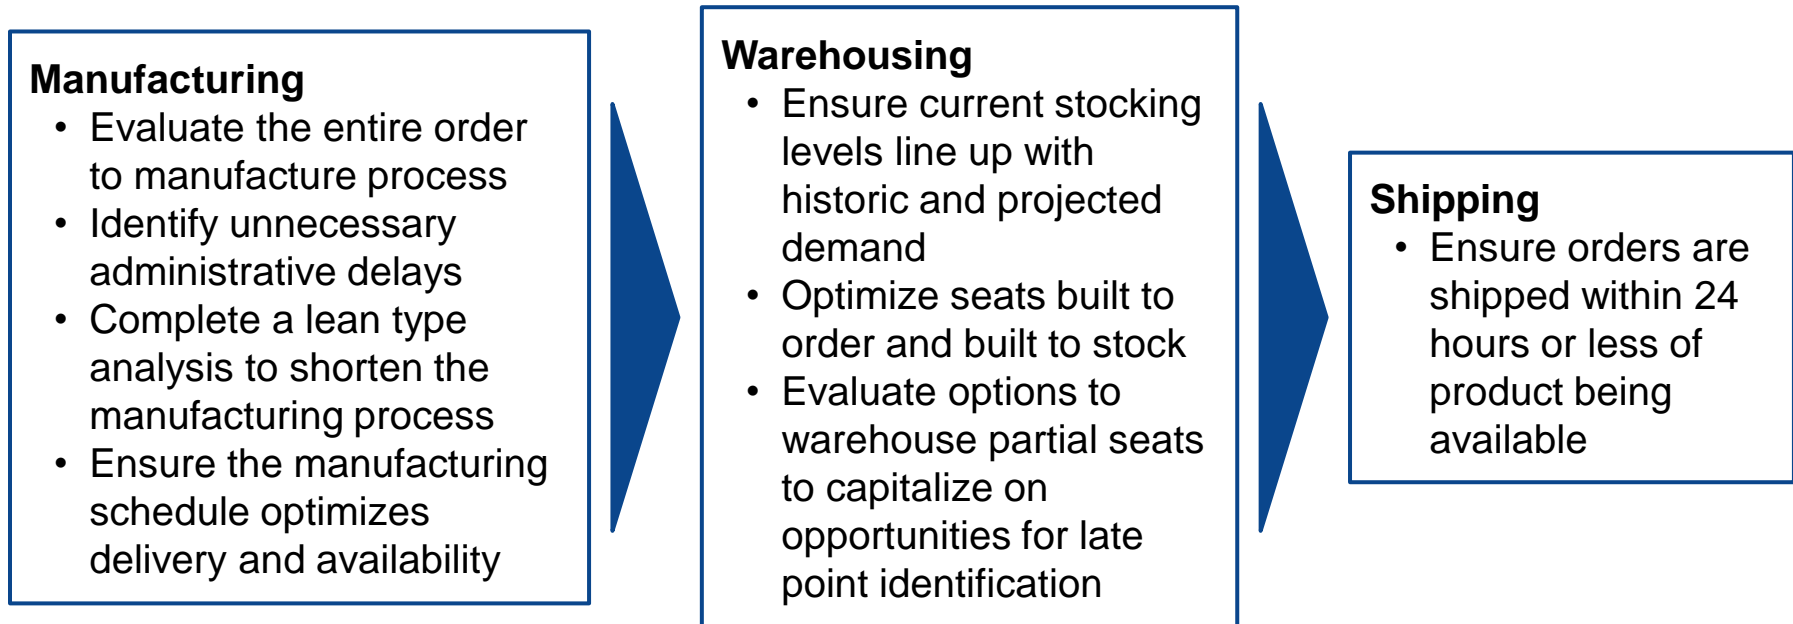 Manufacturing
• Evaluate the entire order
to manufacture process
• Identify unnecessary
administrative delays
• Complete a lean type
analysis to shorten the
manufacturing process
• Ensure the manufacturing
schedule optimizes
delivery and availability
Warehousing
• Ensure current stocking
levels line up with
historic and projected
demand
• Optimize seats built to
order and built to stock
• Evaluate options to
warehouse partial seats
to capitalize on
opportunities for late
point identification
Shipping
• Ensure orders are
shipped within 24
hours or less of
product being
available